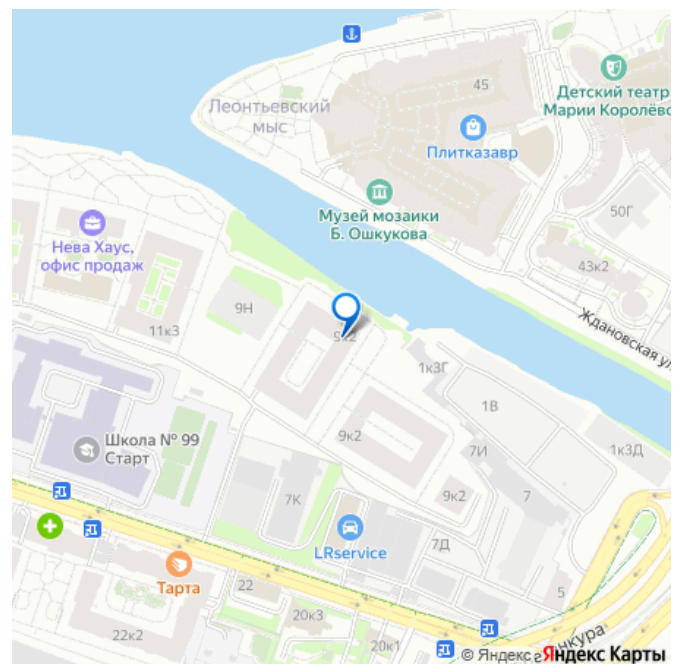 45
Детский театр
Марии Королёвс
Леонтьевский
мыс
Плитказавр
Музей мозаики
Б. Ошкукова
50Г
Нева Хаус,
офис продаж
43к2
9Н
11к3
9к2
Ждановская ул
1к3Г
1В
Школа № 99
Старт
9к2
7И
1к3Д
7К
9к2
7
LRservice
7Д
Тарта
22
5
20к3
22к2
20к1
© Яндекс
Яндекс Карты